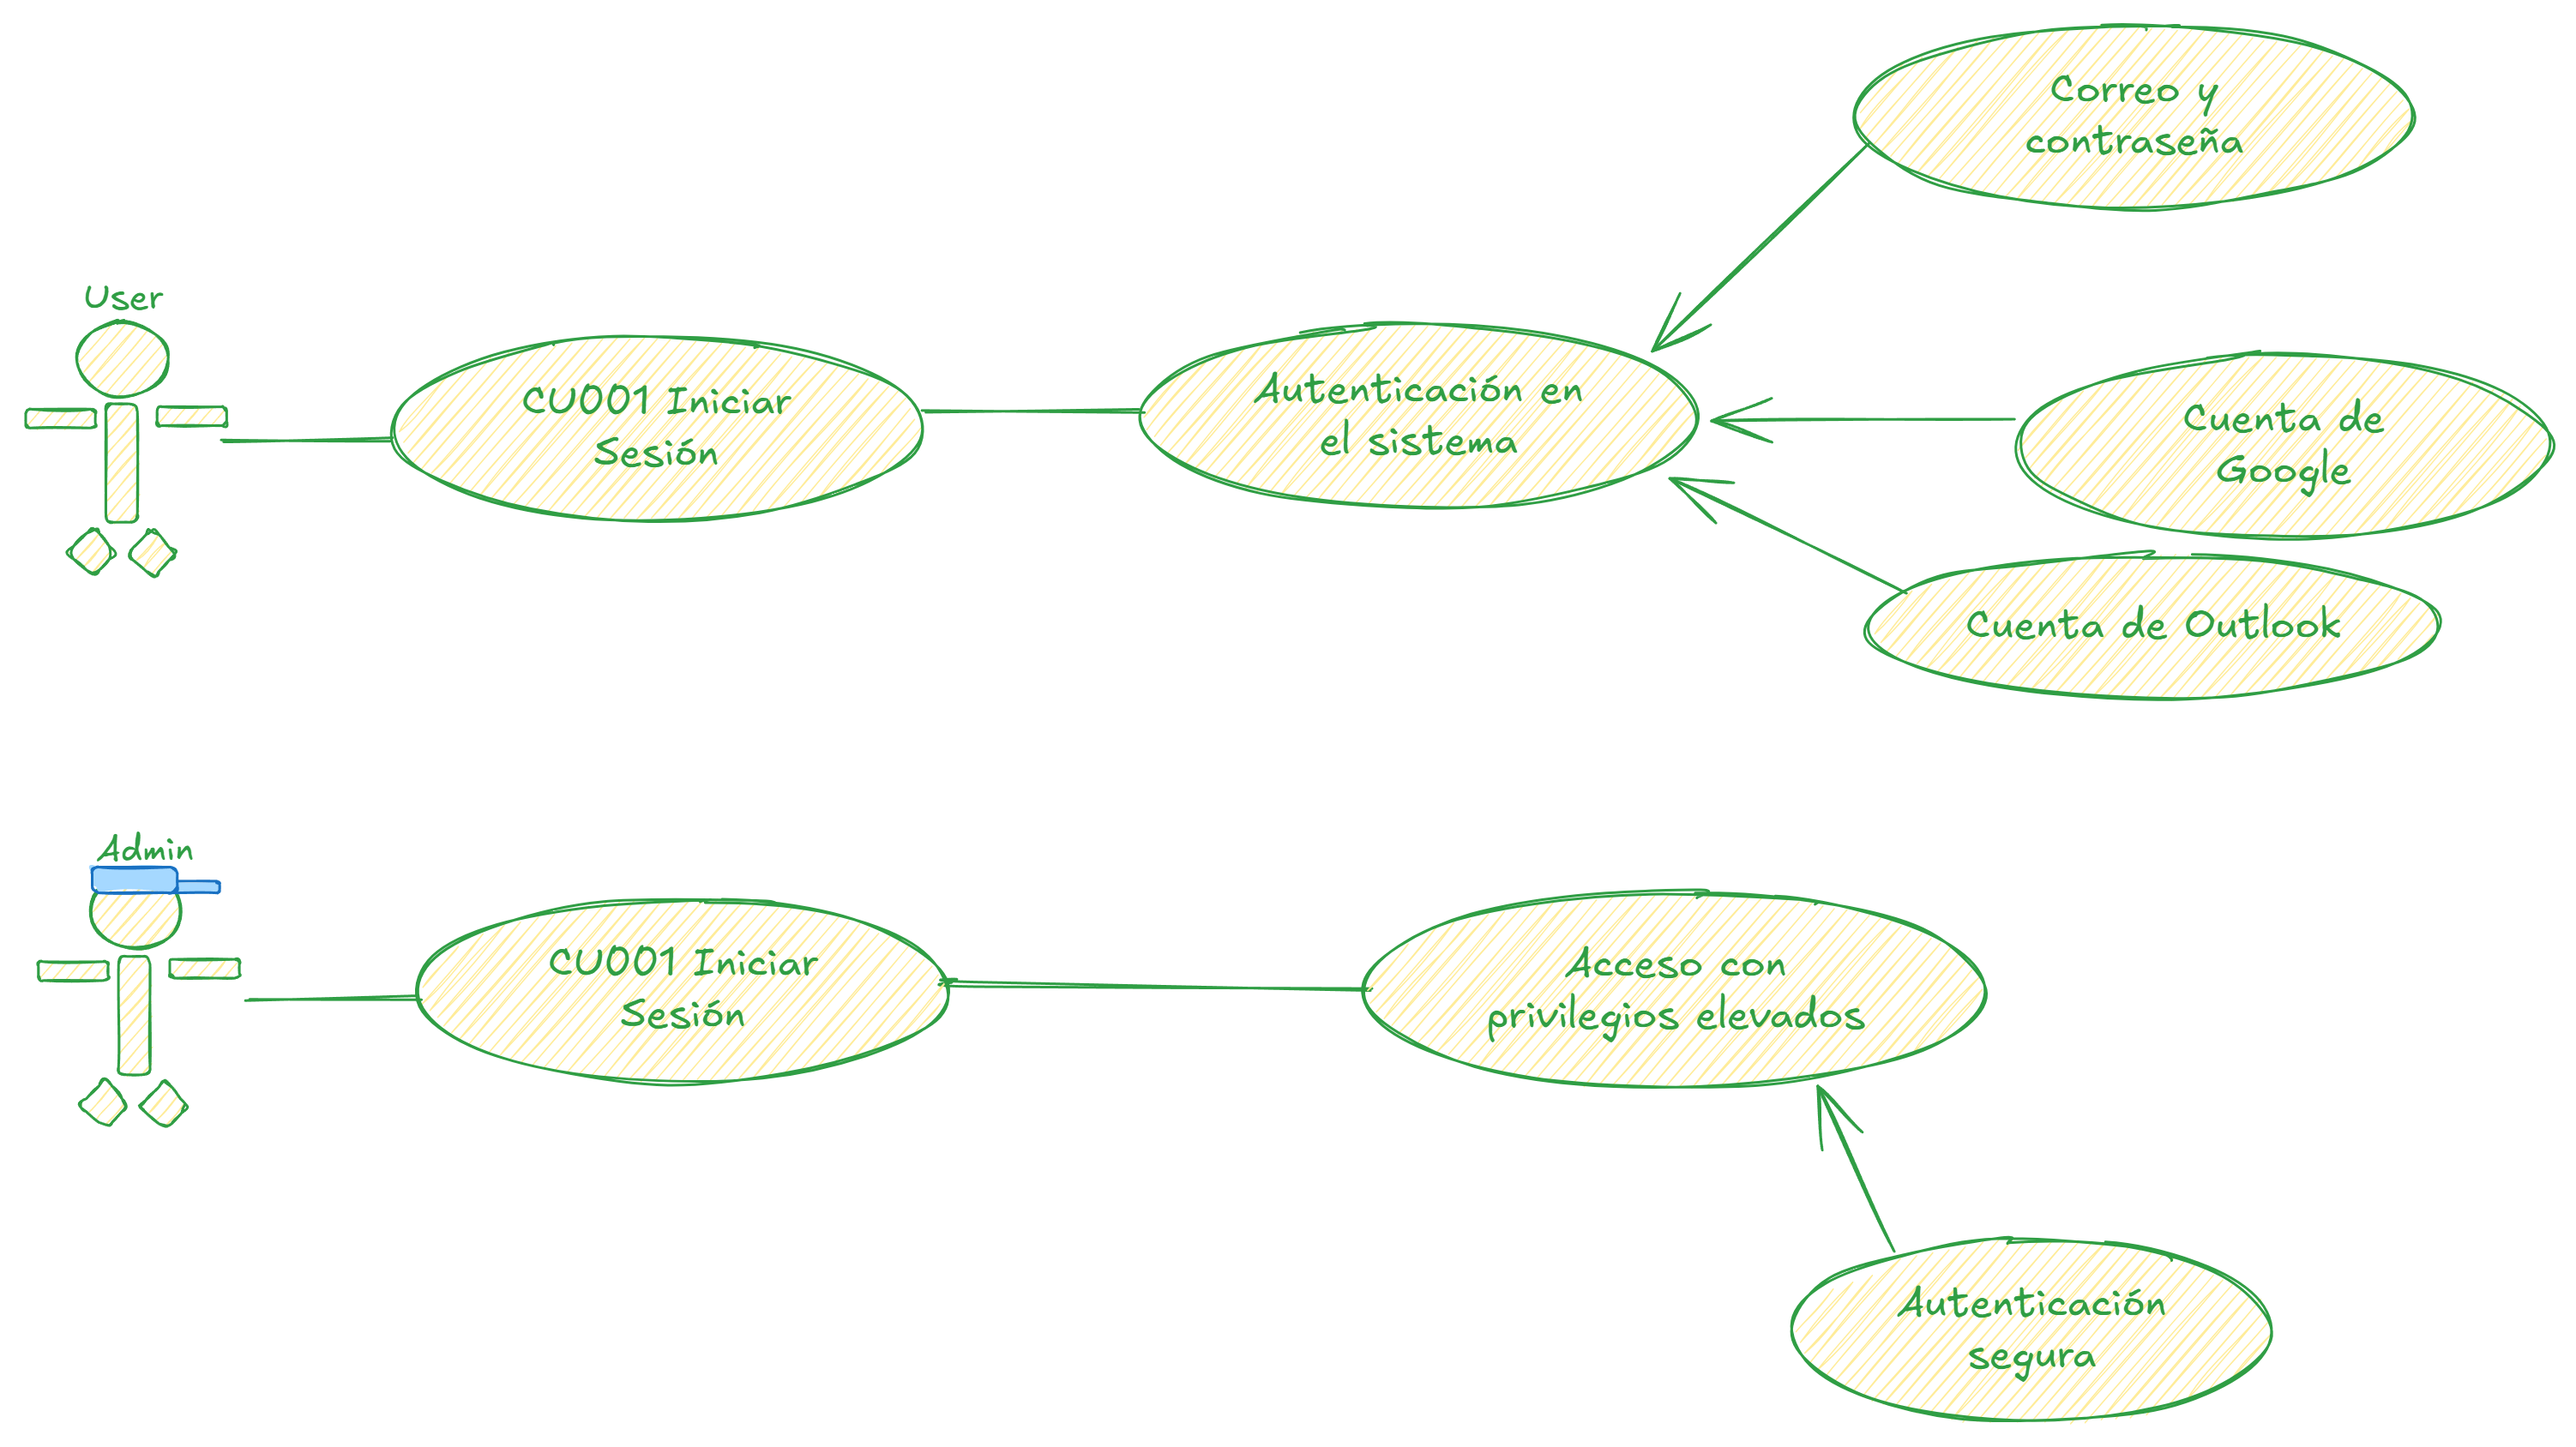 Correo y
contraseña
User
CU001 Iniciar
Sesión
Autenticación en
el sistema
Cuenta de
Google
Cuenta de Outlook
Admin
CU001 Iniciar
Sesión
Acceso con
privilegios elevados
Autenticación
segura